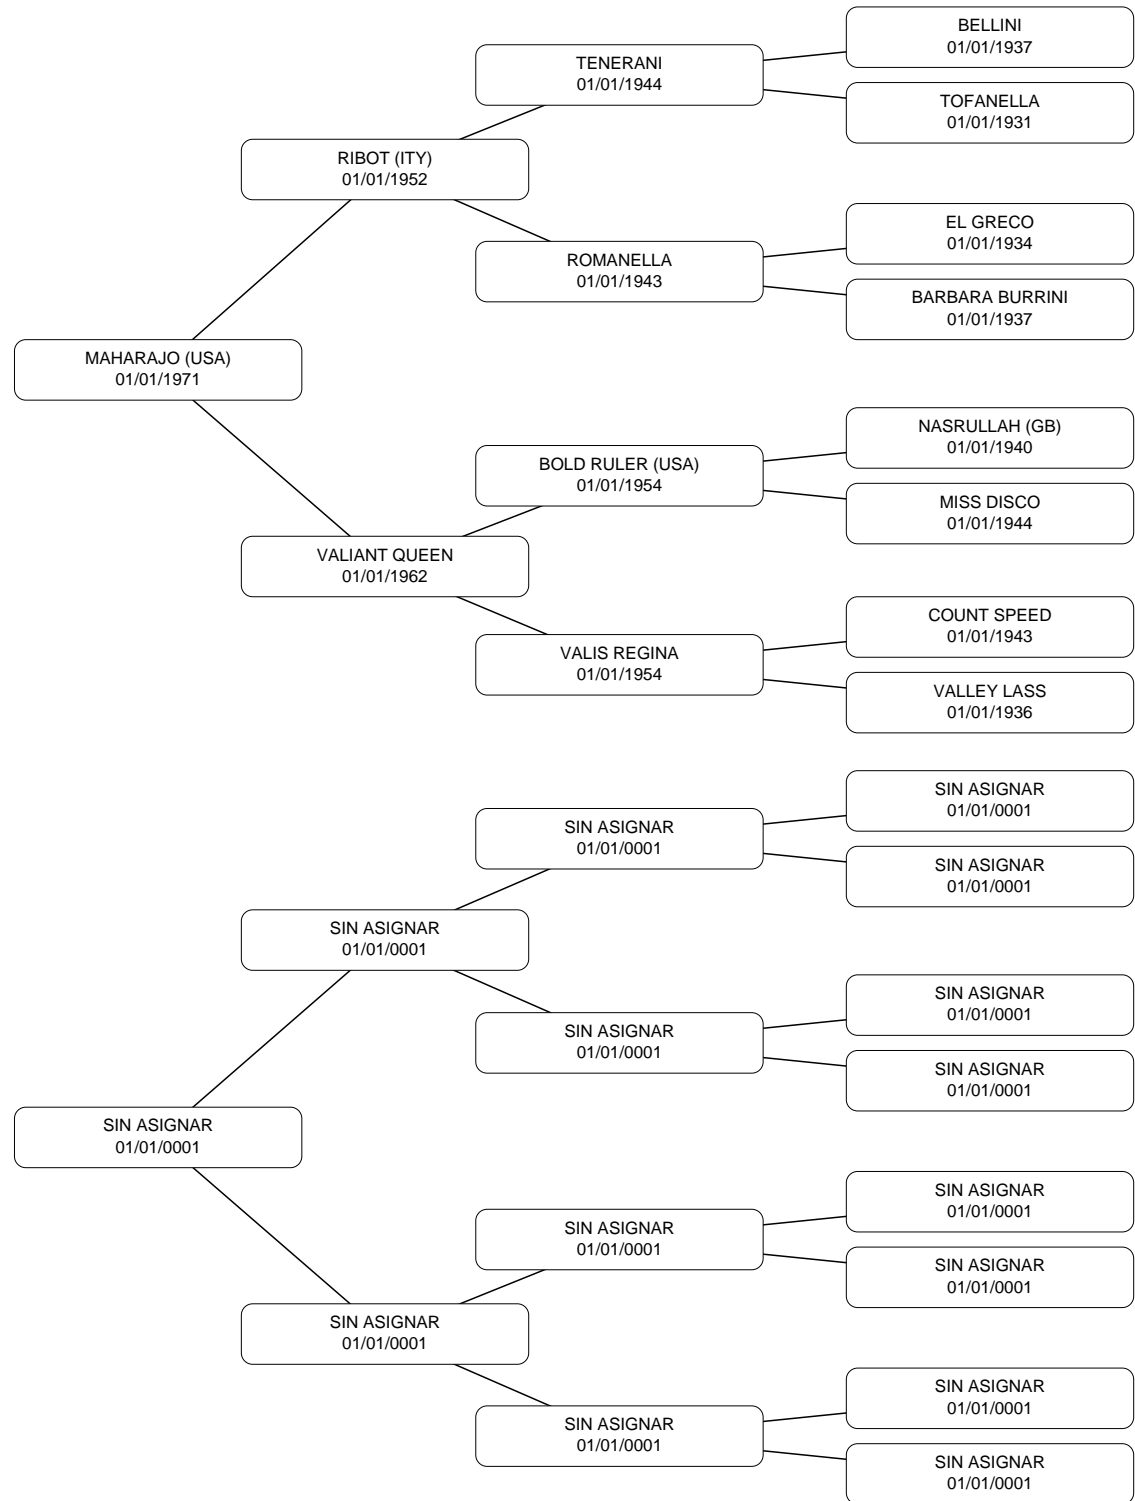 BELLINI
01/01/1937
TENERANI
01/01/1944
TOFANELLA
01/01/1931
RIBOT (ITY)
01/01/1952
EL GRECO
01/01/1934
ROMANELLA
01/01/1943
BARBARA BURRINI
01/01/1937
MAHARAJO (USA)
01/01/1971
NASRULLAH (GB)
01/01/1940
BOLD RULER (USA)
01/01/1954
MISS DISCO
01/01/1944
VALIANT QUEEN
01/01/1962
COUNT SPEED
01/01/1943
VALIS REGINA
01/01/1954
VALLEY LASS
01/01/1936
SIN ASIGNAR
01/01/0001
SIN ASIGNAR
01/01/0001
SIN ASIGNAR
01/01/0001
SIN ASIGNAR
01/01/0001
SIN ASIGNAR
01/01/0001
SIN ASIGNAR
01/01/0001
SIN ASIGNAR
01/01/0001
SIN ASIGNAR
01/01/0001
SIN ASIGNAR
01/01/0001
SIN ASIGNAR
01/01/0001
SIN ASIGNAR
01/01/0001
SIN ASIGNAR
01/01/0001
SIN ASIGNAR
01/01/0001
SIN ASIGNAR
01/01/0001
SIN ASIGNAR
01/01/0001